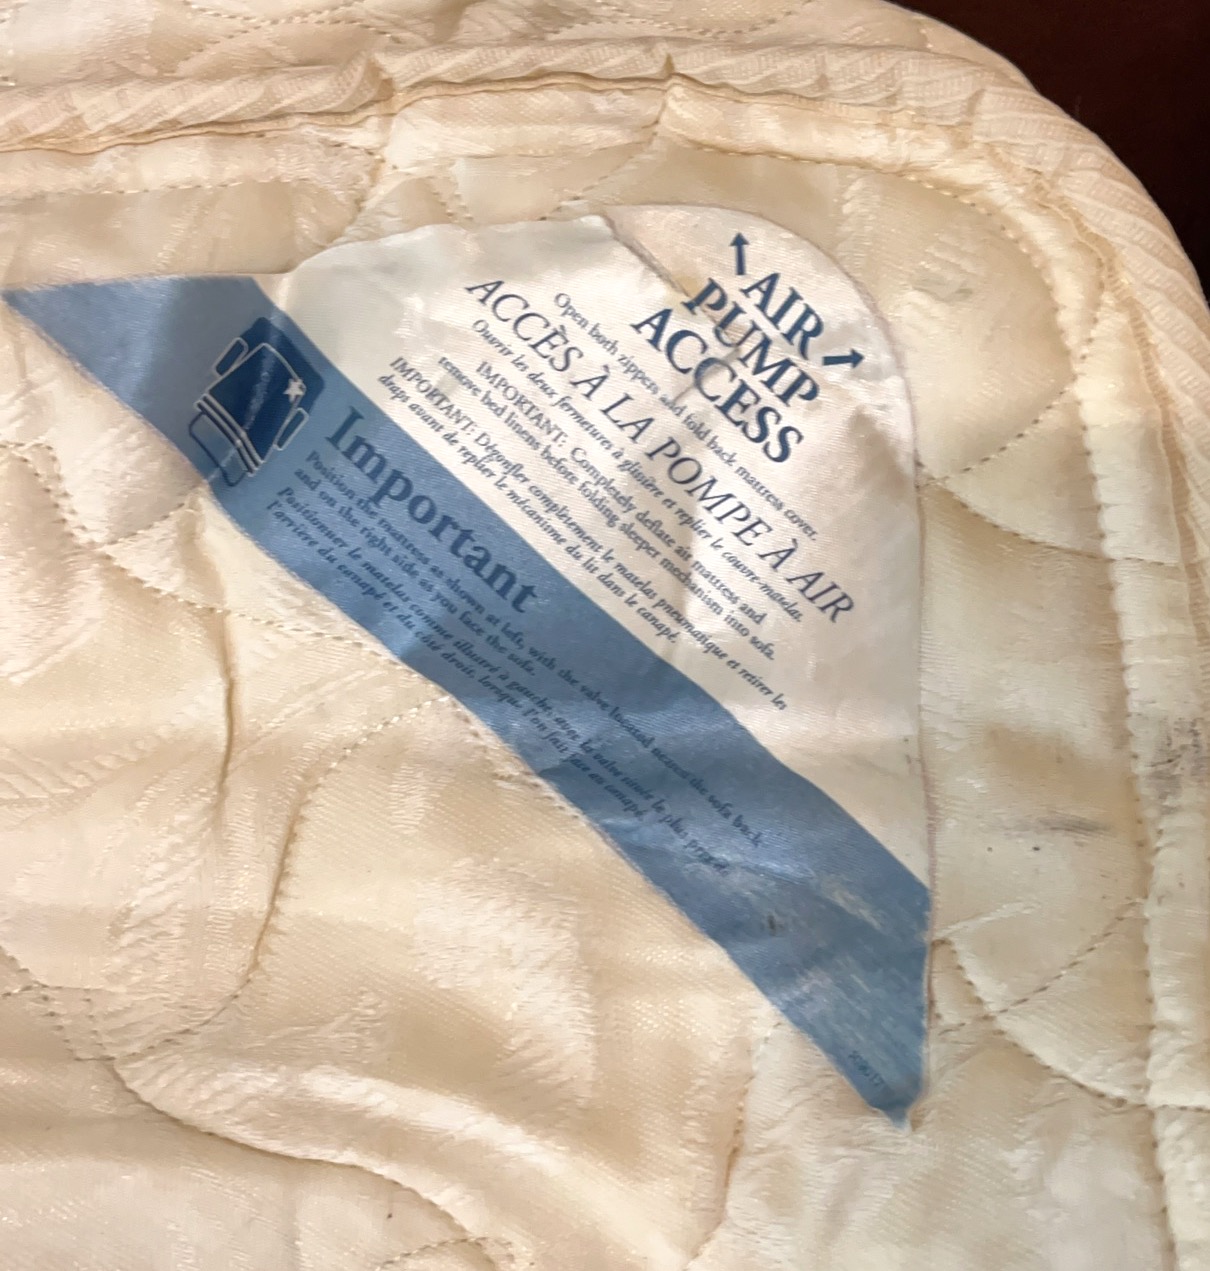 AIR
PUMP
ACCESS
Open both zippers and fold back mattress cover.
ACCÈS À LA POMPE À AIR
Ouvrir les deux fermetures à glissière et replier le couvre-matelas.
IMPORTANT: Completely deflate air mattress and
remove bed linens before folding sleeper mechanism into sofa.
IMPORTANT: Dégonfler complètement le matelas pneumatique et retirer les
draps avant de replier le mécanisme du lit dans le canapé.
Important
Position the mattress as shown at left, with the valve located nearest the sofa back
and on the right side as you face the sofa.
Positionner le matelas comme illustré à gauche, avec la valve située le plus près de
l'arrière du canapé et du côté droit, lorsque l'on fait face au canapé.